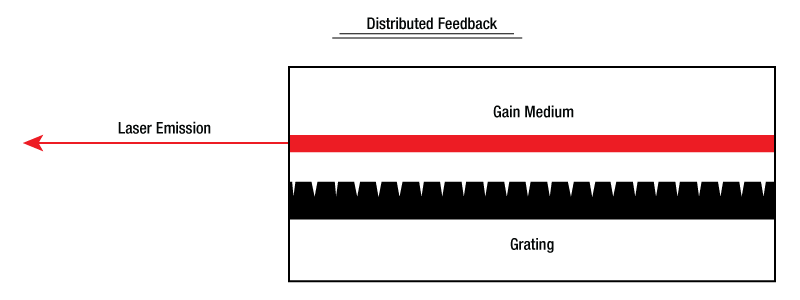 Distributed Feedback
Gain Medium
Laser Emission
Grating